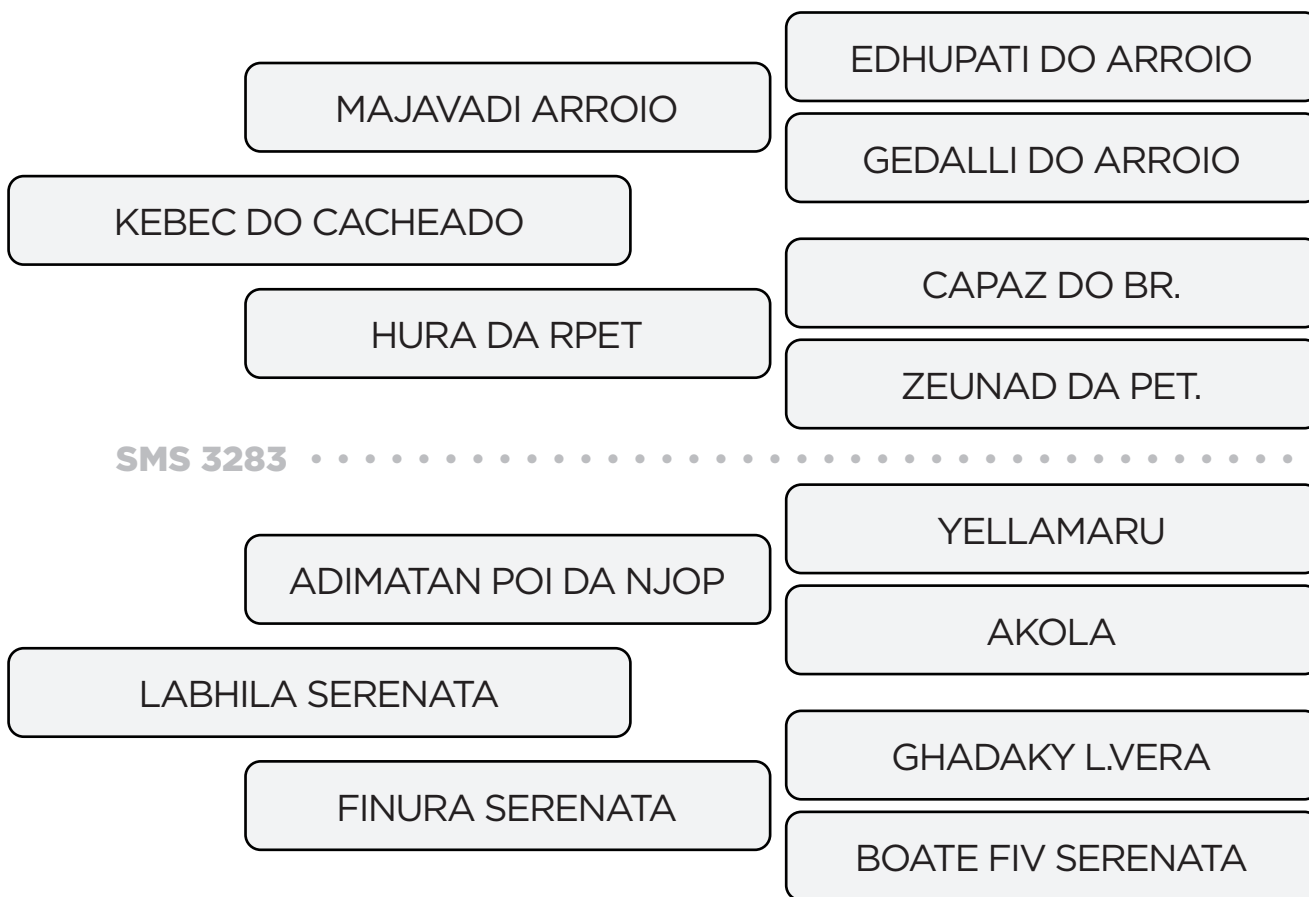 EDHUPATI DO ARROIO
MAJAVADI ARROIO
GEDALLI DO ARROIO
KEBEC DO CACHEADO
CAPAZ DO BR.
HURA DA RPET
ZEUNAD DA PET.
SMS 3283
YELLAMARU
ADIMATAN POI DA NJOP
AKOLA
LABHILA SERENATA
GHADAKY L.VERA
FINURA SERENATA
BOATE FIV SERENATA